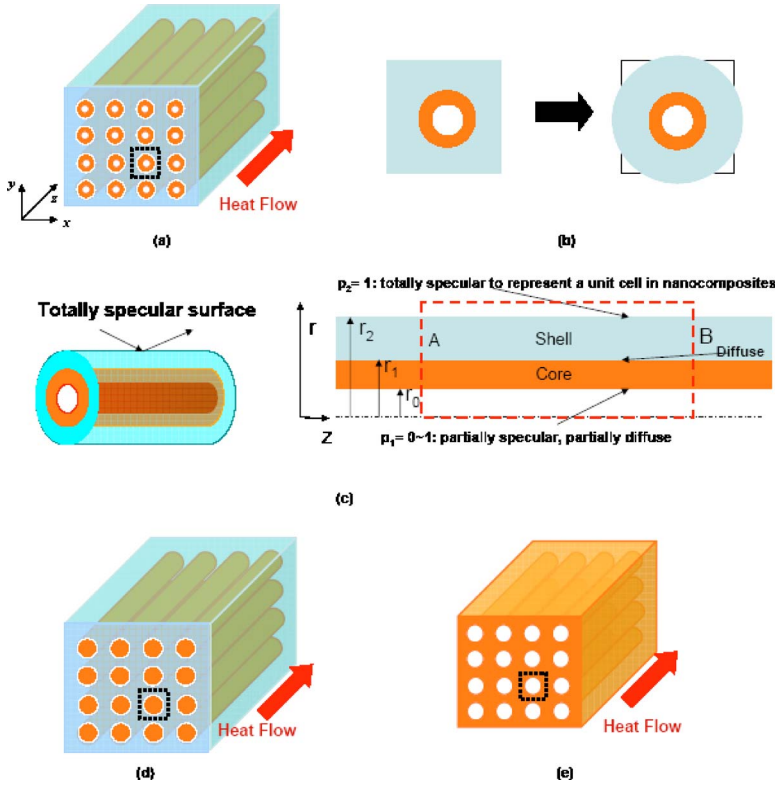 y
z
x
Heat Flow
(a)
(b)
p₂= 1: totally specular to represent a unit cell in nanocomposites
Totally specular surface
r
r₂
A
Shell
B
Diffuse
r₁
Core
r₀
Z
p₁= 0~1: partially specular, partially diffuse
(c)
Heat Flow
(d)
Heat Flow
(e)